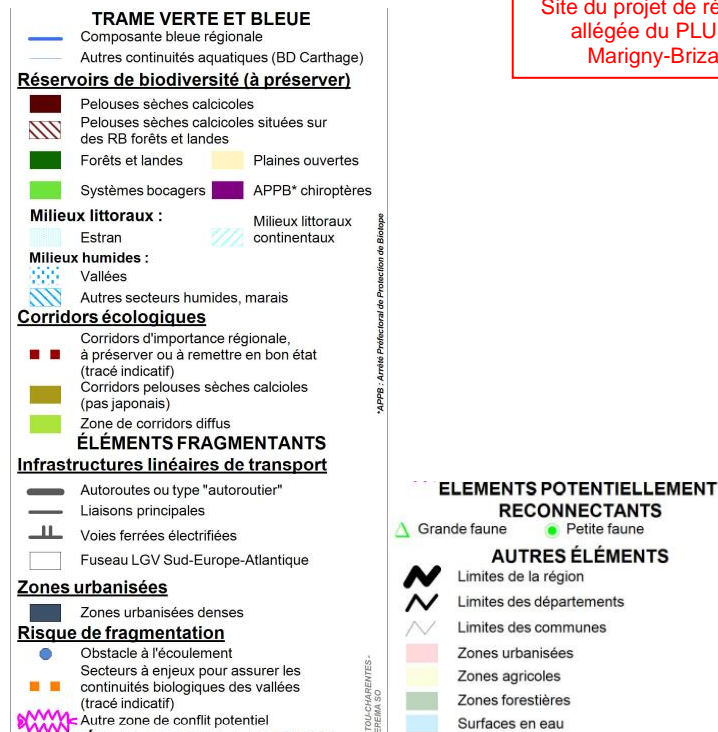 TRAME VERTE ET BLEUE
Composante bleue régionale
Autres continuités aquatiques (BD Carthage)
Réservoirs de biodiversité (à préserver)
Pelouses sèches calcicoles
Pelouses sèches calcicoles situées sur
des RB forêts et landes
Forêts et landes
Plaines ouvertes
Systèmes bocagers
APPB* chiroptères
Milieux littoraux :
Estran
Milieux littoraux
continentaux
Milieux humides :
Vallées
Autres secteurs humides, marais
Corridors écologiques
Corridors d'importance régionale,
à préserver ou à remettre en bon état
(tracé indicatif)
Corridors pelouses sèches calcioles
(pas japonais)
Zone de corridors diffus
ÉLÉMENTS FRAGMENTANTS
Infrastructures linéaires de transport
Autoroutes ou type "autoroutier"
Liaisons principales
Voies ferrées électrifiées
Fuseau LGV Sud-Europe-Atlantique
Zones urbanisées
Zones urbanisées denses
Risque de fragmentation
Obstacle à l'écoulement
Secteurs à enjeux pour assurer les
continuités biologiques des vallées
(tracé indicatif)
Autre zone de conflit potentiel
*APPB : Arrêté Préfectoral de Protection de Biotope
TOU-CHARENTES -
EREMA SO
Site du projet de ré
allégée du PLU
Marigny-Briza
ELEMENTS POTENTIELLEMENT
RECONNECTANTS
Grande faune
Petite faune
AUTRES ÉLÉMENTS
Limites de la région
Limites des départements
Limites des communes
Zones urbanisées
Zones agricoles
Zones forestières
Surfaces en eau